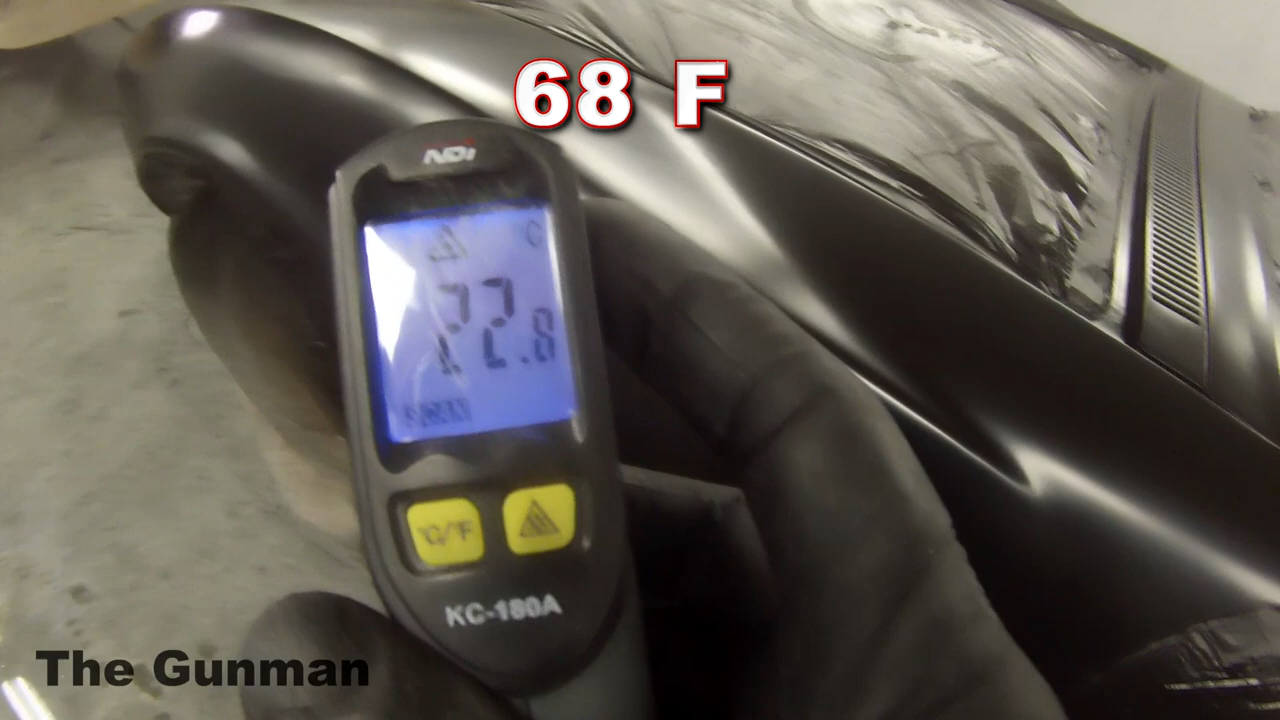 68 F
NDi
C
22.8
°C/°F
KC-180A
The Gunman